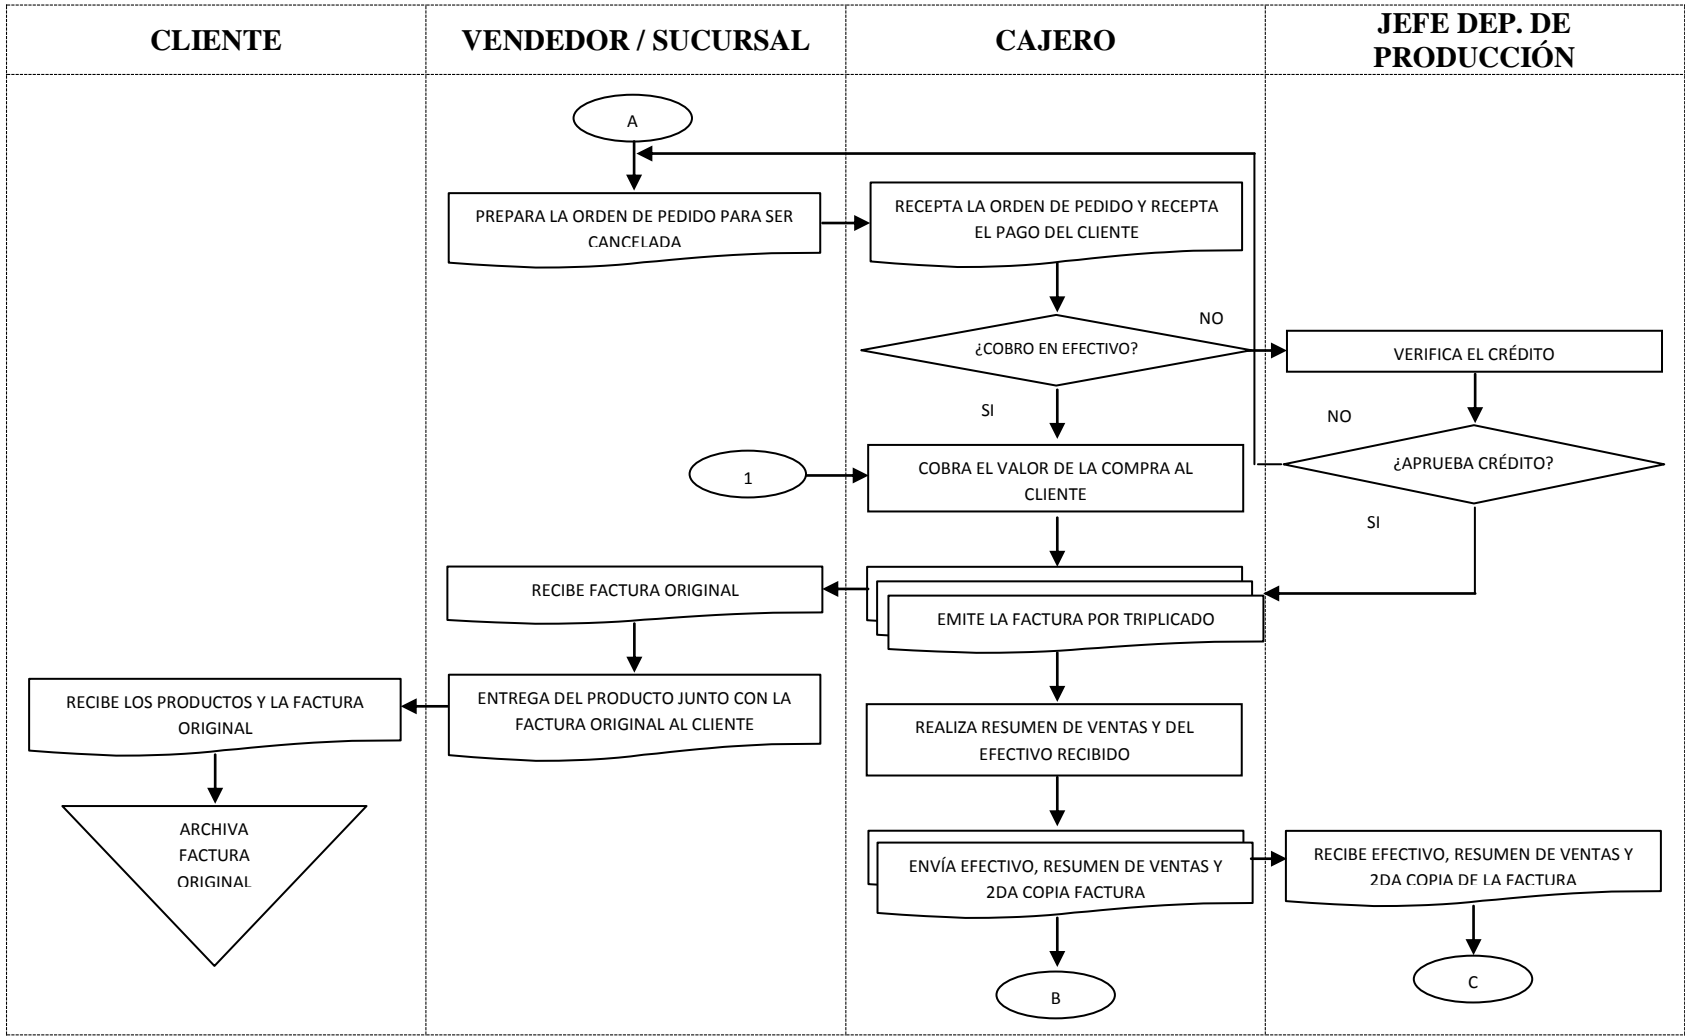 CLIENTE
VENDEDOR / SUCURSAL
CAJERO
JEFE DEP. DE
PRODUCCIÓN
A
PREPARA LA ORDEN DE PEDIDO PARA SER
CANCELADA
RECEPTA LA ORDEN DE PEDIDO Y RECEPTA
EL PAGO DEL CLIENTE
¿COBRO EN EFECTIVO?
NO
VERIFICA EL CRÉDITO
SI
NO
¿APRUEBA CRÉDITO?
1
COBRA EL VALOR DE LA COMPRA AL
CLIENTE
SI
RECIBE FACTURA ORIGINAL
EMITE LA FACTURA POR TRIPLICADO
RECIBE LOS PRODUCTOS Y LA FACTURA
ORIGINAL
ENTREGA DEL PRODUCTO JUNTO CON LA
FACTURA ORIGINAL AL CLIENTE
REALIZA RESUMEN DE VENTAS Y DEL
EFECTIVO RECIBIDO
ARCHIVA
FACTURA
ORIGINAL
ENVÍA EFECTIVO, RESUMEN DE VENTAS Y
2DA COPIA FACTURA
RECIBE EFECTIVO, RESUMEN DE VENTAS Y
2DA COPIA DE LA FACTURA
B
C